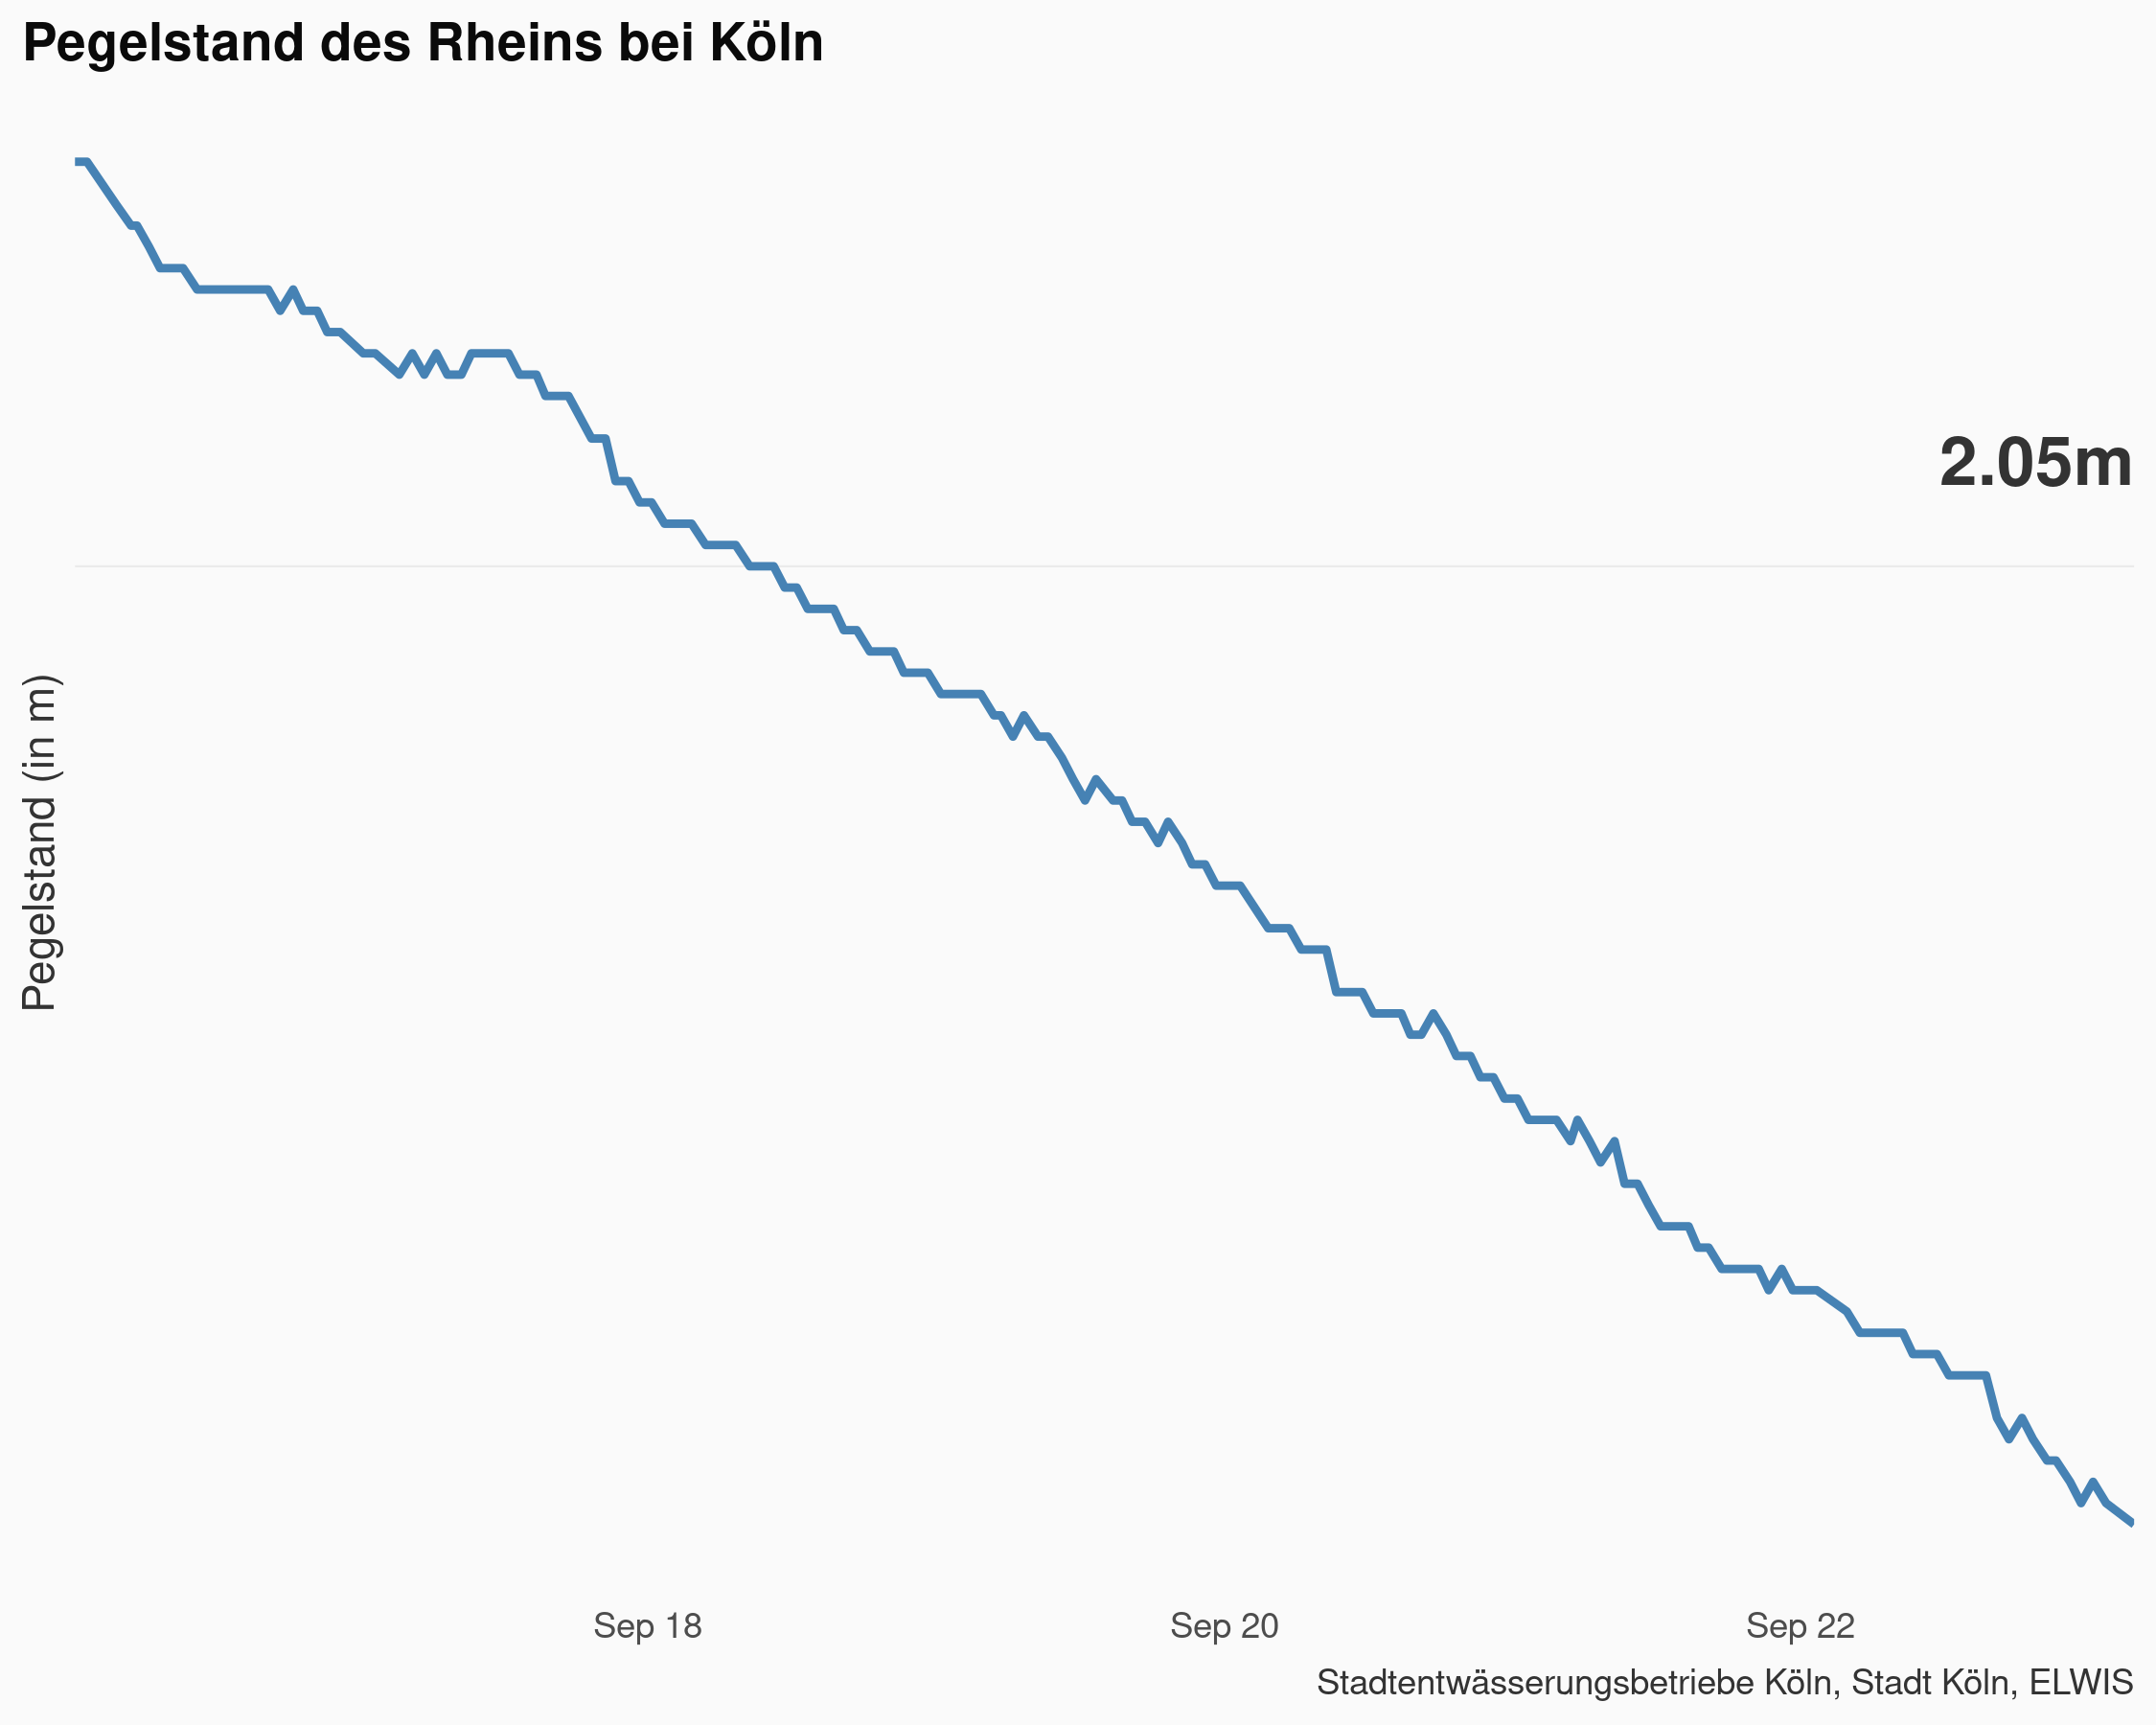 Pegelstand des Rheins bei Köln
2.05m
Pegelstand (in m)
Sep 18
Sep 20
Sep 22
Stadtentwässerungsbetriebe Köln, Stadt Köln, ELWIS